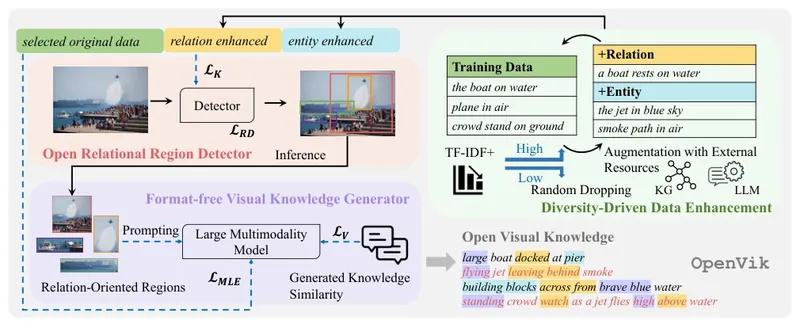 selected original data
relation enhanced
entity enhanced
ℒK
Detector
ℒRD
Inference
Open Relational Region Detector
Format-free Visual Knowledge Generator
Prompting
Large Multimodality
Model
ℒV
ℒMLE
Generated Knowledge
Similarity
Relation-Oriented Regions
Training Data
the boat on water
plane in air
crowd stand on ground
+Relation
a boat rests on water
+Entity
the jet in blue sky
smoke path in air
TF-IDF+
High
Low
Random Dropping
Augmentation with External
Resources
KG
LLM
Diversity-Driven Data Enhancement
Open Visual Knowledge
large boat docked at pier
flying jet leaving behind smoke
building blocks across from brave blue water
standing crowd watch as a jet flies high above water
OpenVik